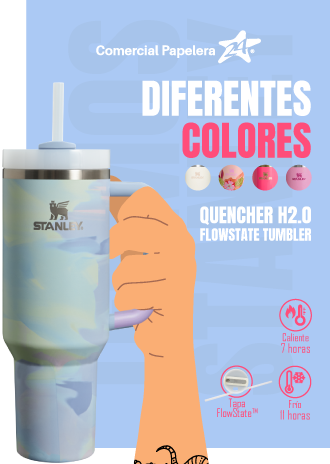 Comercial Papelera
DIFERENTES
COLORES
QUENCHER H2.0
FLOWSTATE TUMBLER
STANLEY
Caliente
7 horas
Tapa
FlowState™
Frío
11 horas